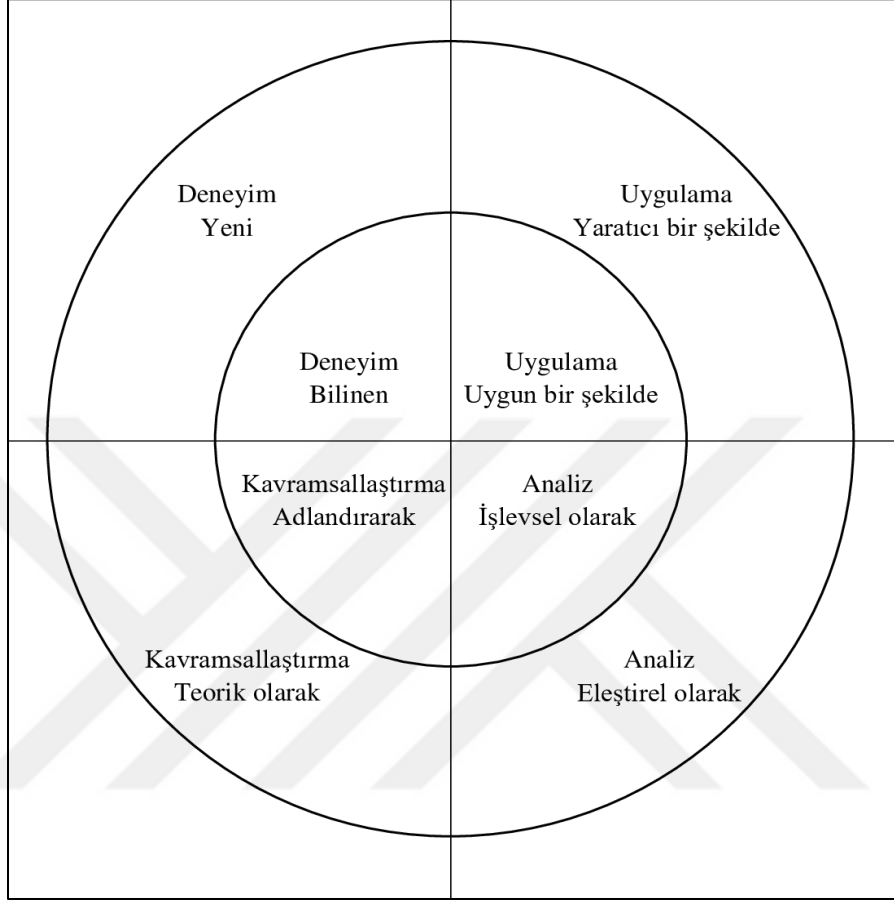 Deneyim
Yeni
Uygulama
Yaratıcı bir şekilde
Deneyim
Bilinen
Uygulama
Uygun bir şekilde
Kavramsallaştırma
Adlandırarak
Analiz
İşlevsel olarak
Kavramsallaştırma
Teorik olarak
Analiz
Eleştirel olarak